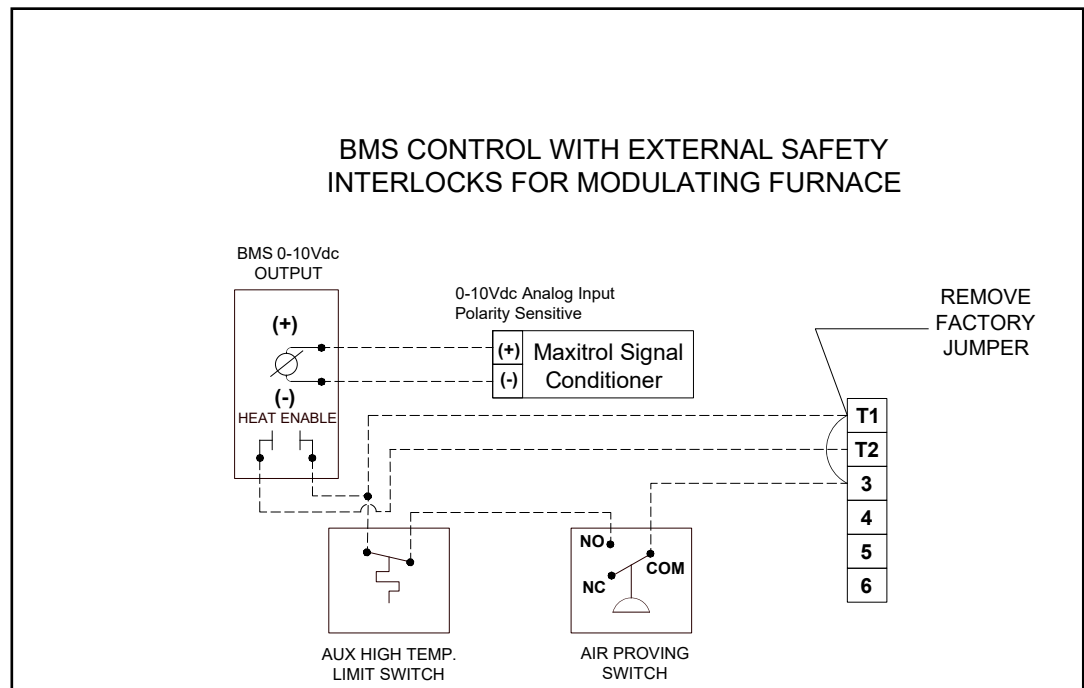 BMS CONTROL WITH EXTERNAL SAFETY
INTERLOCKS FOR MODULATING FURNACE
BMS 0-10Vdc
OUTPUT
(+)
(-)
HEAT ENABLE
0-10Vdc Analog Input
Polarity Sensitive
(+) Maxitrol Signal
(-) Conditioner
REMOVE
FACTORY
JUMPER
T1
T2
3
4
5
6
NO
COM
NC
AUX HIGH TEMP.
LIMIT SWITCH
AIR PROVING
SWITCH